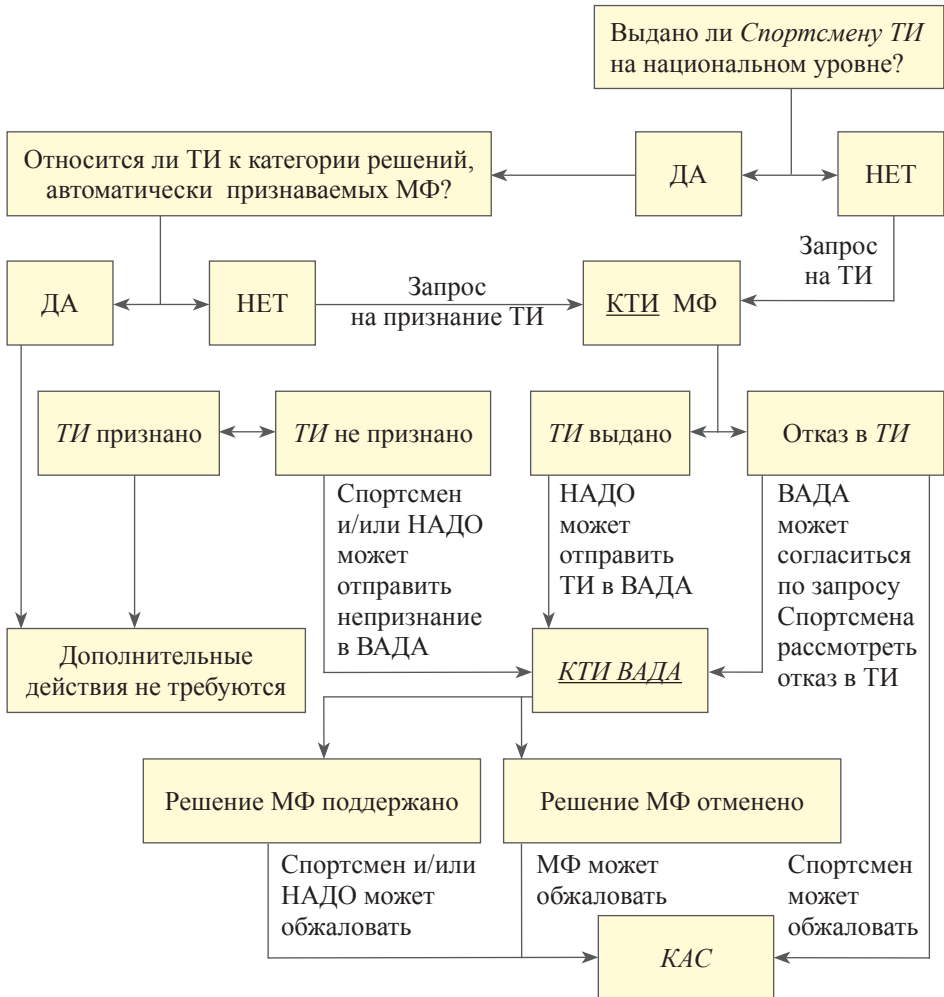 Выдано ли Спортсмену ТИ
на национальном уровне?
Относится ли ТИ к категории решений,
автоматически признаваемых МФ?
ДА
НЕТ
Запрос
на ТИ
ДА
НЕТ
Запрос
на признание ТИ
КТИ МФ
ТИ признано
ТИ не признано
ТИ выдано
Отказ в ТИ
Спортсмен
и/или НАДО
может
отправить
непризнание
в ВАДА
НАДО
может
отправить
ТИ в ВАДА
ВАДА
может
согласиться
по запросу
Спортсмена
рассмотреть
отказ в ТИ
Дополнительные
действия не требуются
КТИ ВАДА
Решение МФ поддержано
Решение МФ отменено
Спортсмен и/или
НАДО может
обжаловать
МФ может
обжаловать
Спортсмен
может
обжаловать
КАС